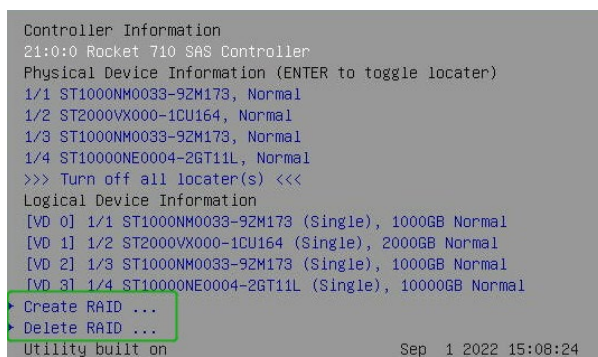 Controller Information
21:0:0 Rocket 710 SAS Controller
Physical Device Information (ENTER to toggle locater)
1/1 ST1000NM0033-9ZM173, Normal
1/2 ST2000VX000-1CU164, Normal
1/3 ST1000NM0033-9ZM173, Normal
1/4 ST10000NE0004-2GT11L, Normal
>>> Turn off all locater(s) <<<
Logical Device Information
[VD 0] 1/1 ST1000NM0033-9ZM173 (Single), 1000GB Normal
[VD 1] 1/2 ST2000VX000-1CU164 (Single), 2000GB Normal
[VD 2] 1/3 ST1000NM0033-9ZM173 (Single), 1000GB Normal
[VD 3] 1/4 ST10000NE0004-2GT11L (Single), 10000GB Normal
Create RAID ...
Delete RAID ...
Utility built on Sep 1 2022 15:08:24